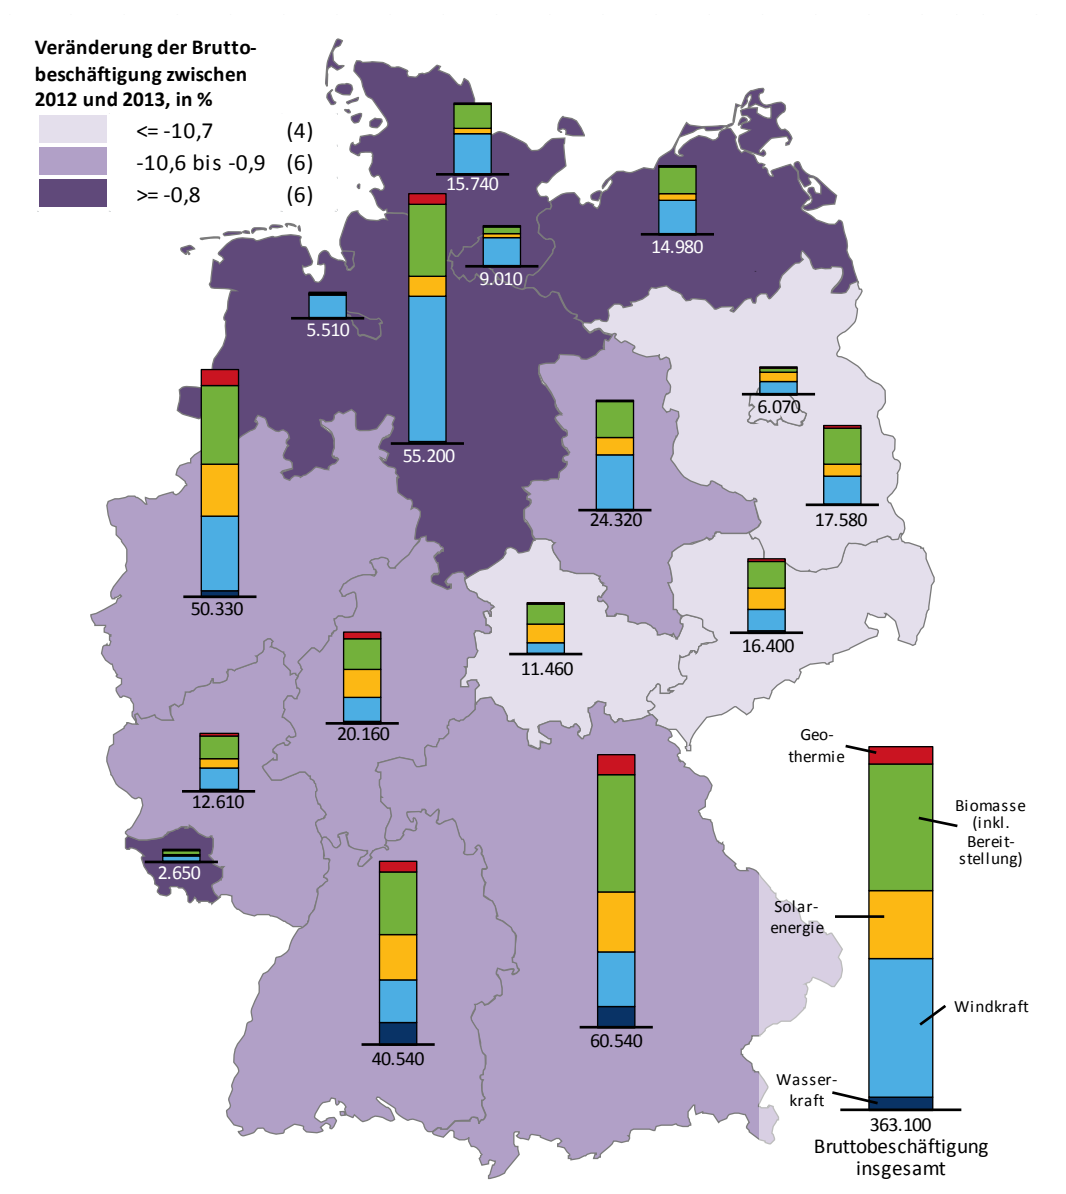 Veränderung der Brutto-
beschäftigung zwischen
2012 und 2013, in %
<= -10,7 (4)
-10,6 bis -0,9 (6)
>= -0,8 (6)
15.740
14.980
9.010
5.510
6.070
55.200
24.320
17.580
50.330
16.400
11.460
20.160
12.610
2.650
40.540
60.540
Geo-
thermie
Biomasse
(inkl.
Bereit-
stellung)
Solar-
energie
Windkraft
Wasser-
kraft
363.100
Bruttobeschäftigung
insgesamt